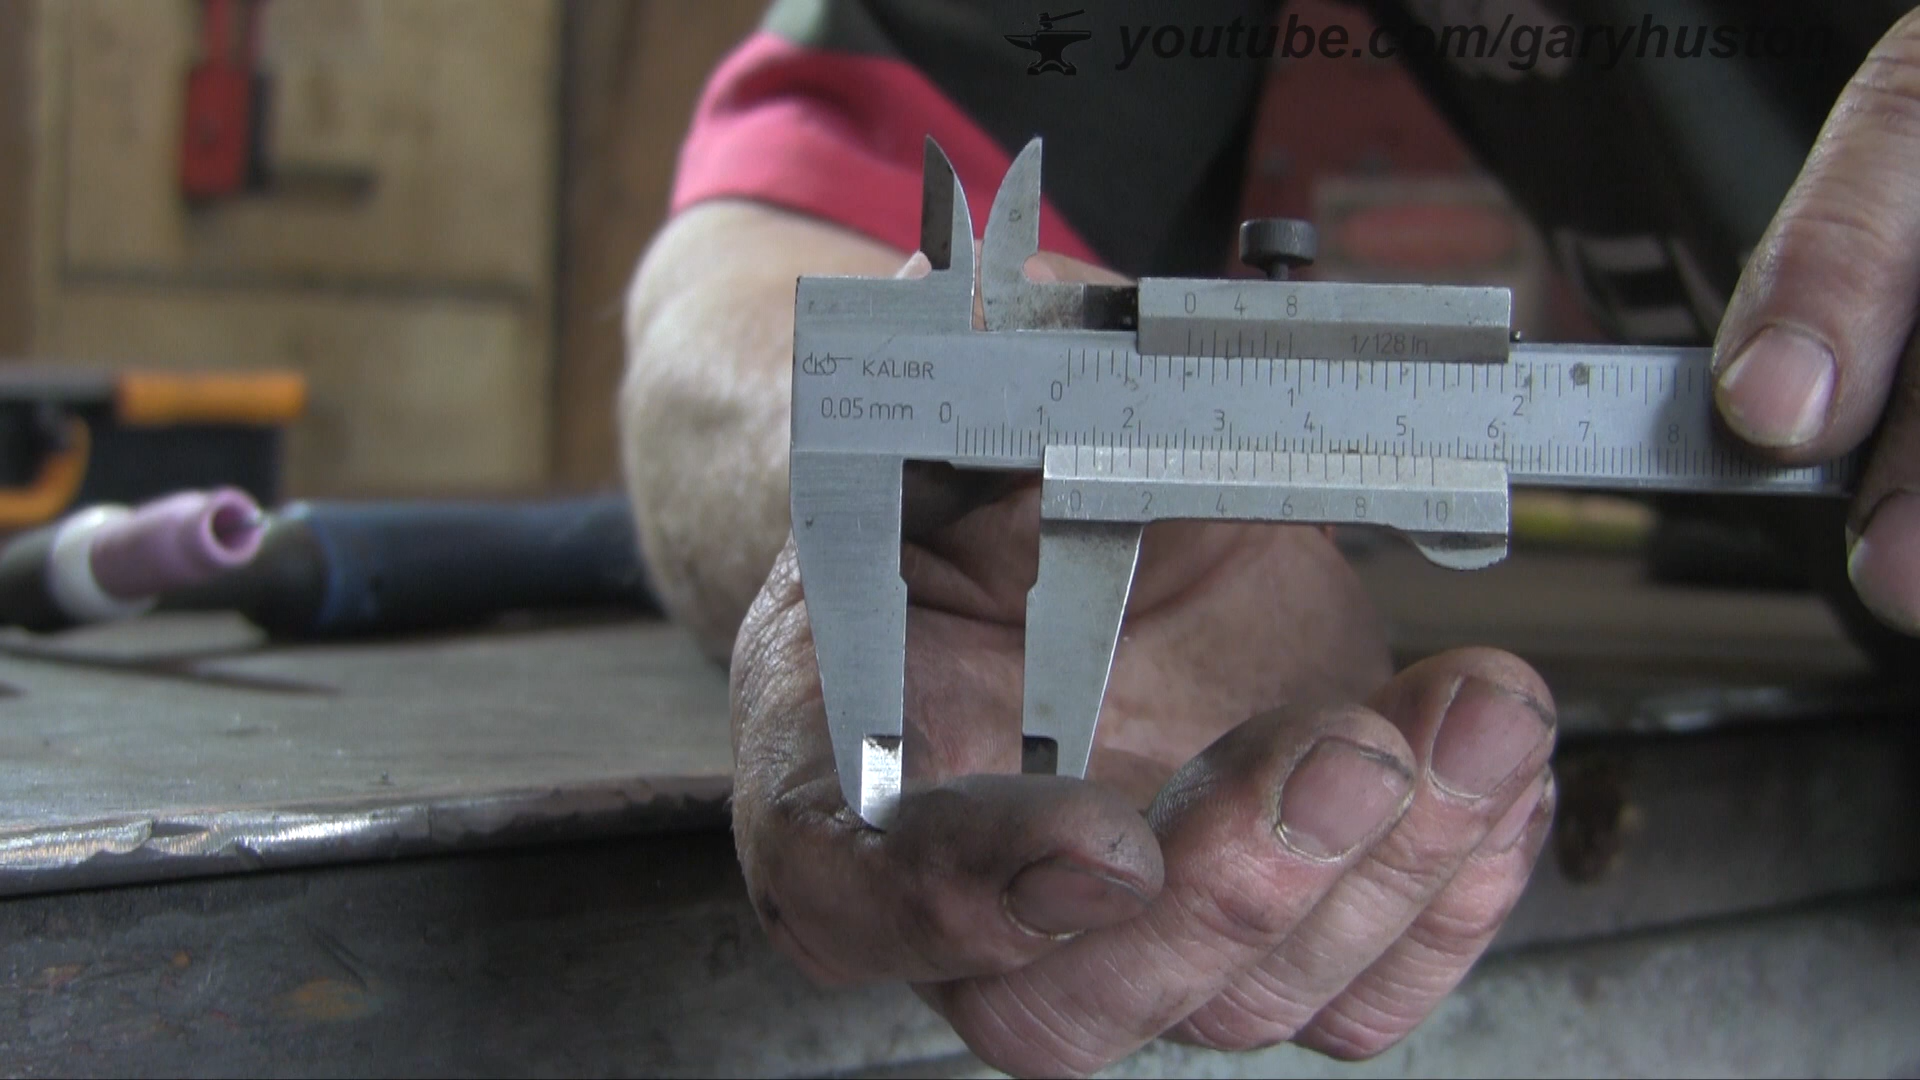 youtube.com/garyhuston
0 4 8
1/128 in
KALIBR
0 1 2
0,05 mm
0 1 2 3 4 5 6 7 8
0 2 4 6 8 10